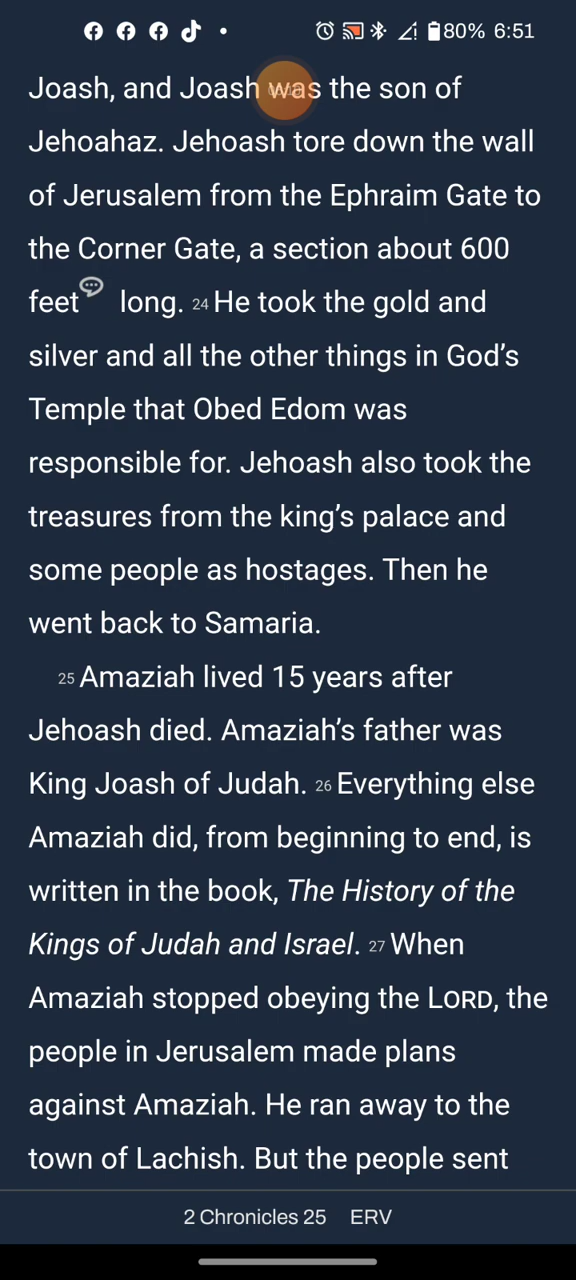 80% 6:51
Joash, and Joash was the son of
Jehoahaz. Jehoash tore down the wall
of Jerusalem from the Ephraim Gate to
the Corner Gate, a section about 600
feet long. 24 He took the gold and
silver and all the other things in God’s
Temple that Obed Edom was
responsible for. Jehoash also took the
treasures from the king’s palace and
some people as hostages. Then he
went back to Samaria.
25 Amaziah lived 15 years after
Jehoash died. Amaziah’s father was
King Joash of Judah. 26 Everything else
Amaziah did, from beginning to end, is
written in the book, The History of the
Kings of Judah and Israel. 27 When
Amaziah stopped obeying the LORD, the
people in Jerusalem made plans
against Amaziah. He ran away to the
town of Lachish. But the people sent
2 Chronicles 25 ERV